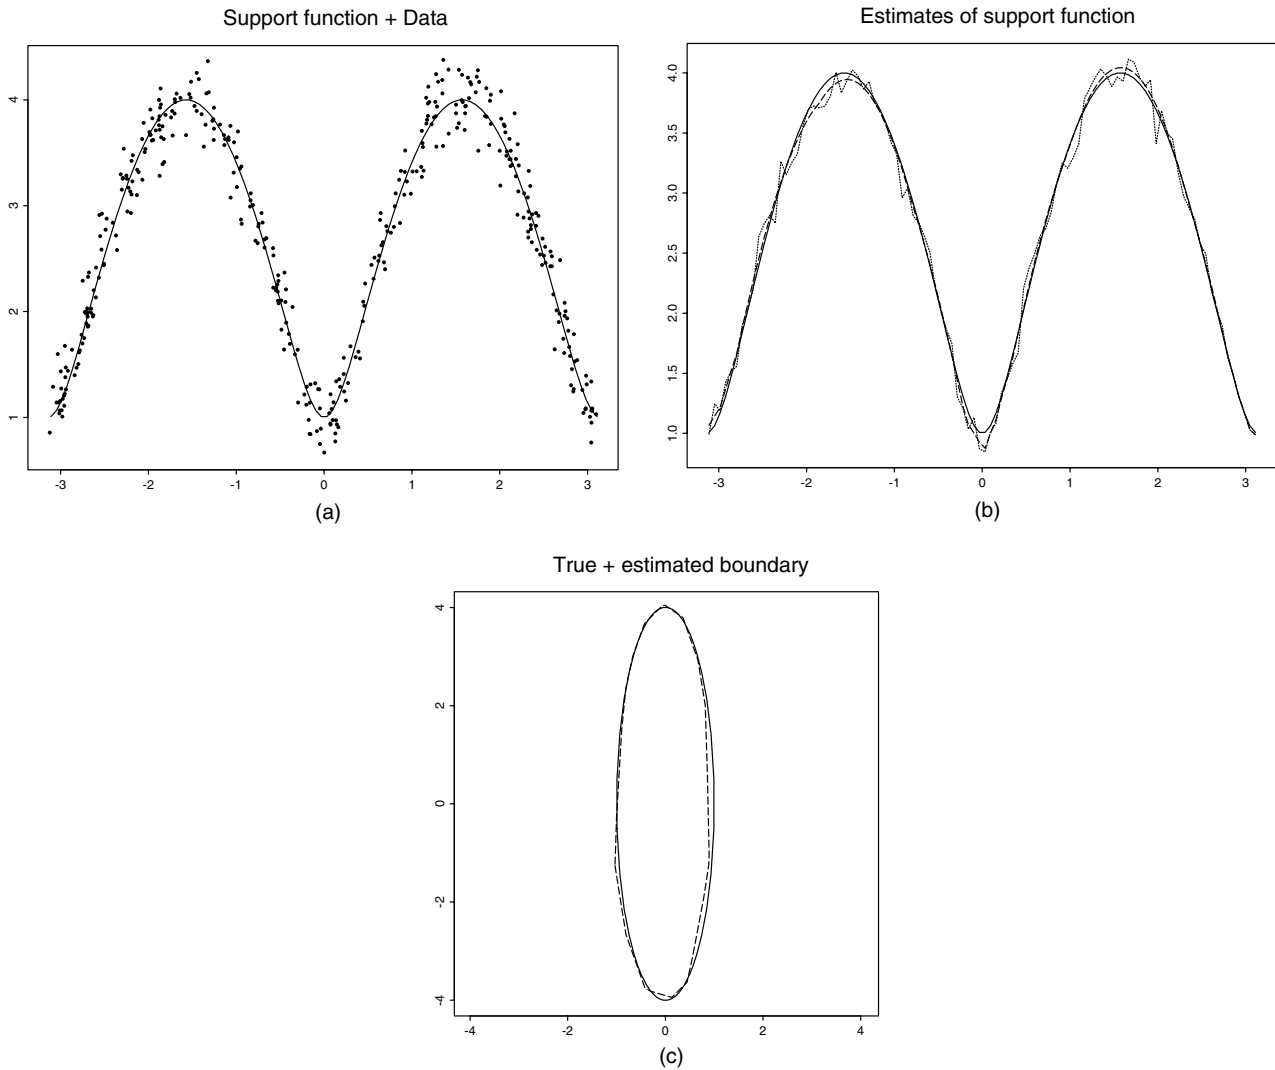 Support function + Data
4
3
2
1
-3 -2 -1 0 1 2 3
(a)
Estimates of support function
4.0
3.5
3.0
2.5
2.0
1.5
1.0
-3 -2 -1 0 1 2 3
(b)
True + estimated boundary
4
2
0
-2
-4
-4 -2 0 2 4
(c)